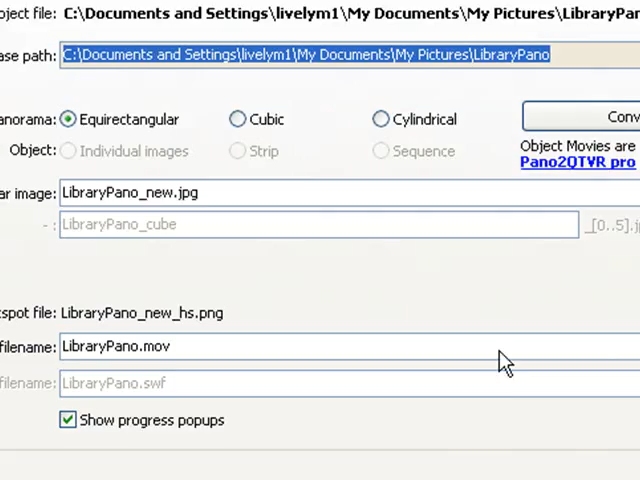 oject file: C:\Documents and Settings\livelym1\My Documents\My Pictures\LibraryPan
ase path: C:\Documents and Settings\livelym1\My Documents\My Pictures\LibraryPano
anorama: Equirectangular Cubic Cylindrical Conv
Object: Individual images Strip Sequence Object Movies are
Pano2QTVR pro
ar image: LibraryPano_new.jpg
- : LibraryPano_cube _[0..5].j
tspot file: LibraryPano_new_hs.png
filename: LibraryPano.mov
filename: LibraryPano.swf
Show progress popups